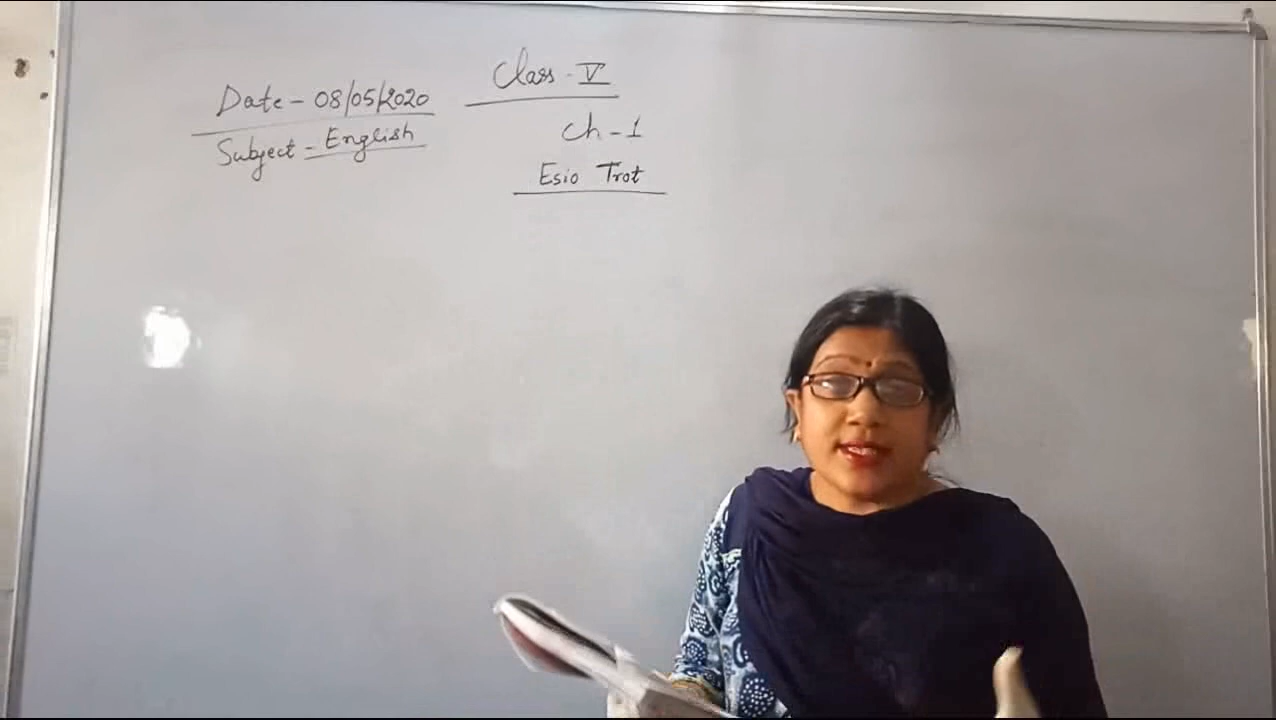 Class - V
Date - 08/05/2020
Subject - English
Ch - 1
Esio Trot